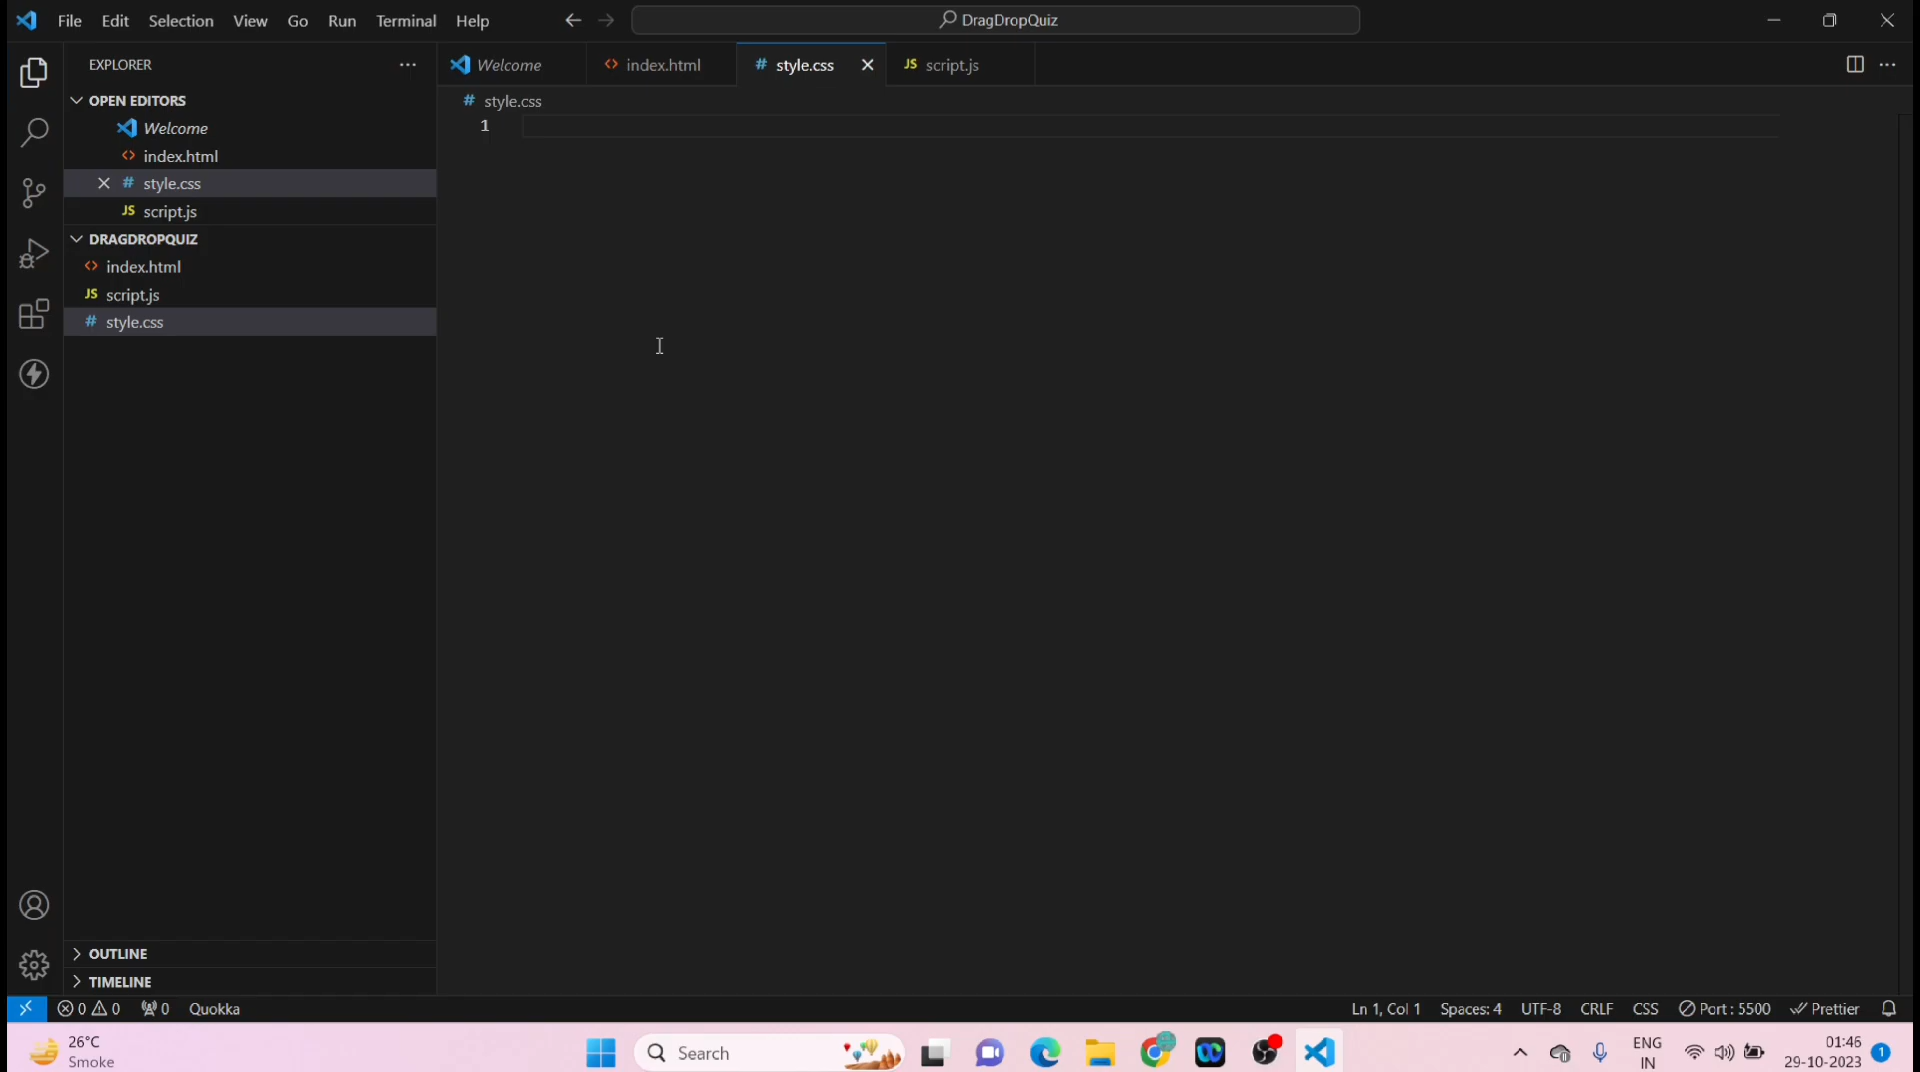 File Edit Selection View Go Run Terminal Help
DragDropQuiz
EXPLORER
Welcome
index.html
style.css
script.js
OPEN EDITORS
Welcome
index.html
style.css
JS script.js
DRAGDROPQUIZ
index.html
JS script.js
# style.css
# style.css
1
OUTLINE
TIMELINE
0 0 0 Quokka
Ln 1, Col 1 Spaces: 4 UTF-8 CRLF CSS Port : 5500 Prettier
26°C
Smoke
Search
ENG
IN
01:46
29-10-2023
1